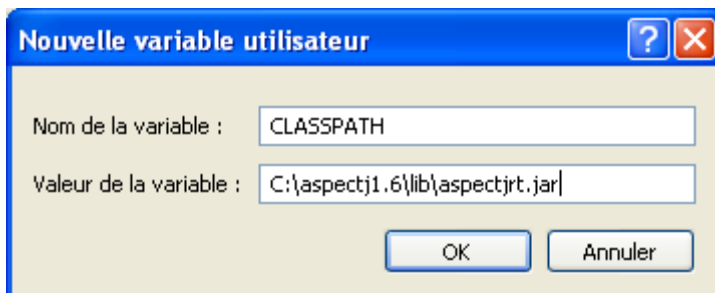 Nouvelle variable utilisateur
Nom de la variable : CLASSPATH
Valeur de la variable : C:\aspectj1.6\lib\aspectjrt.jar
OK Annuler